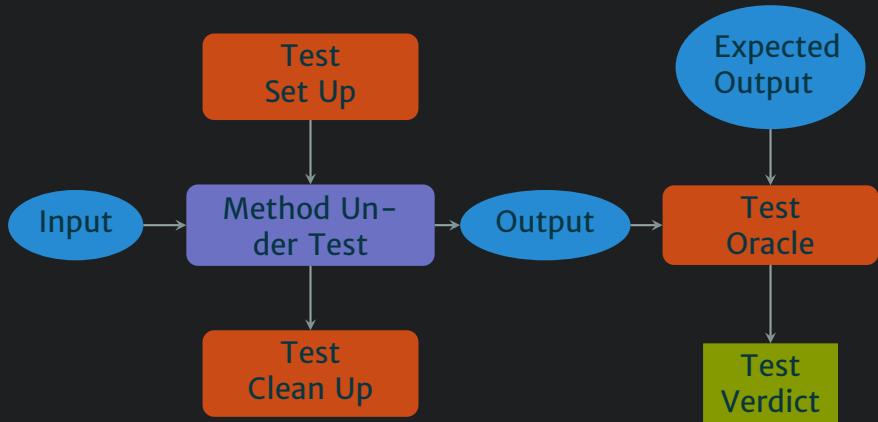 Test
Set Up
Expected
Output
Input
Method Un-
der Test
Output
Test
Oracle
Test
Clean Up
Test
Verdict